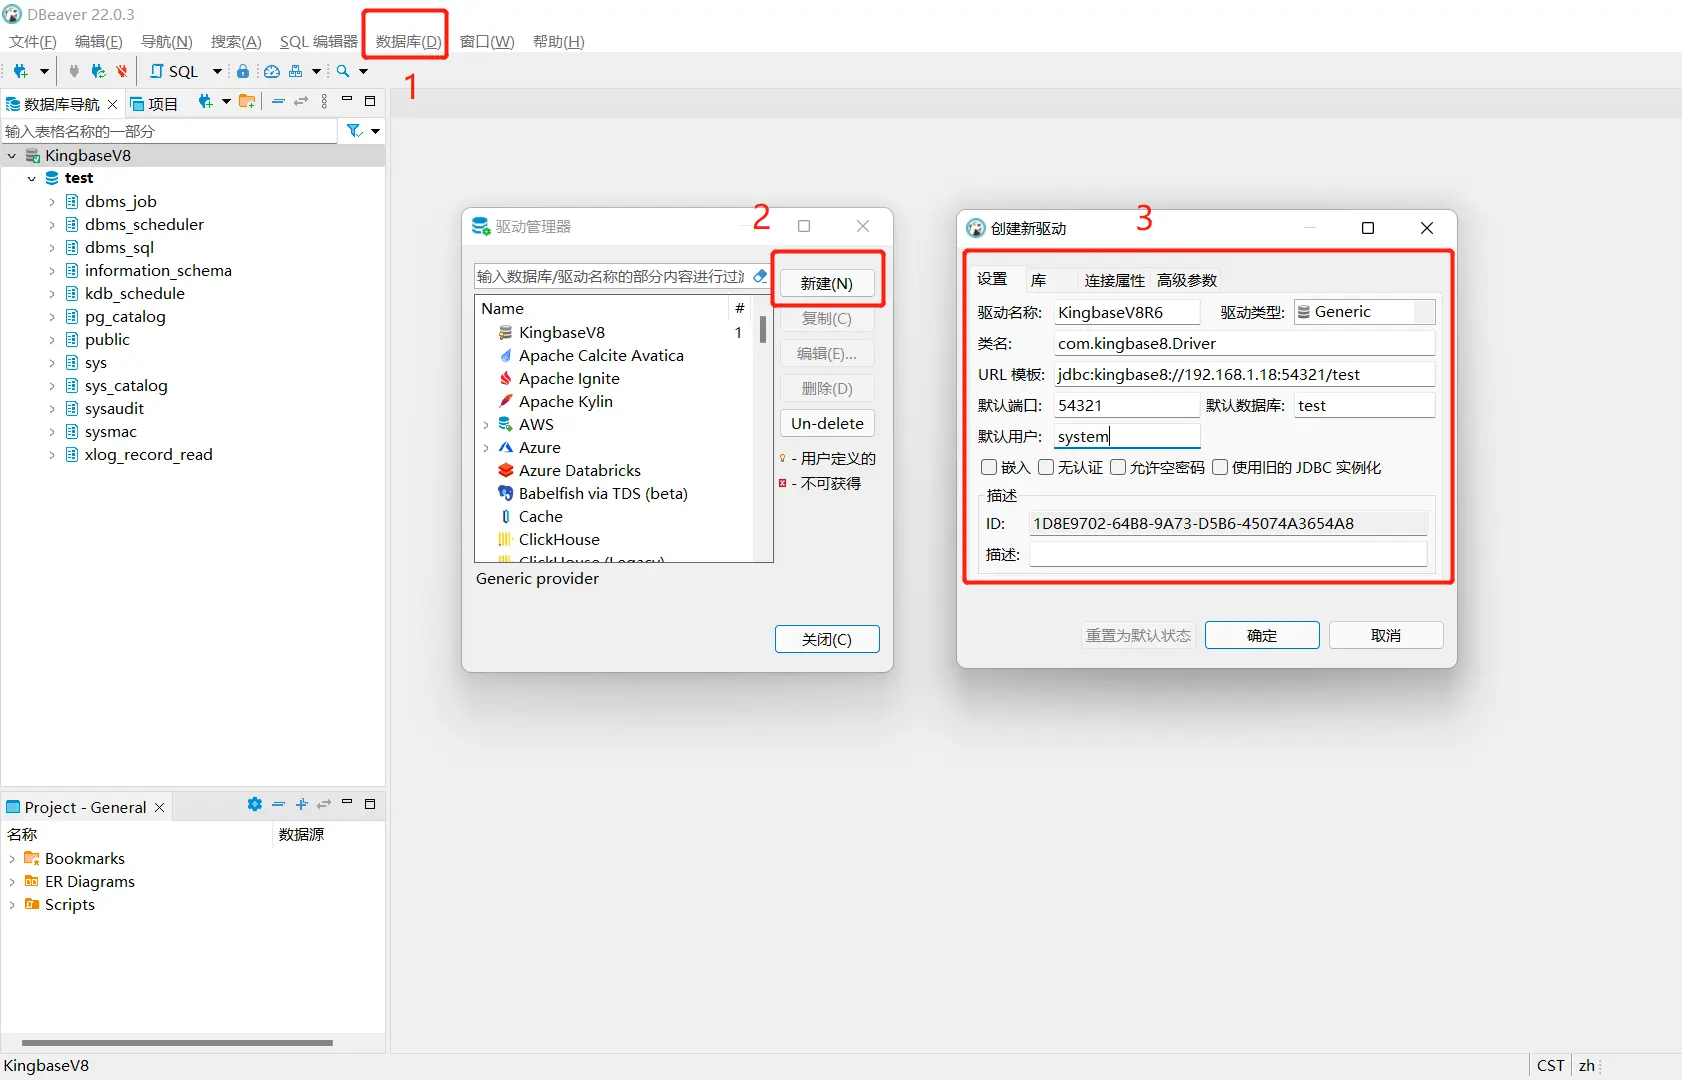 DBeaver 22.0.3
文件(F) 编辑(E) 导航(N) 搜索(A) SQL 编辑器 数据库(D) 窗口(W) 帮助(H)
SQL
1
数据库导航 项目
输入表格名称的一部分
KingbaseV8
test
dbms_job
dbms_scheduler
dbms_sql
information_schema
kdb_schedule
pg_catalog
public
sys
sys_catalog
sysaudit
sysmac
xlog_record_read
Project - General
名称 数据源
Bookmarks
ER Diagrams
Scripts
驱动管理器 2
输入数据库/驱动名称的部分内容进行过
新建(N)
Name #
KingbaseV8 1
Apache Calcite Avatica
Apache Ignite
Apache Kylin
AWS
Azure
Azure Databricks
Babelfish via TDS (beta)
Cache
ClickHouse
ClickHouse (Legacy)
复制(C)
编辑(E)...
删除(D)
Un-delete
- 用户定义的
- 不可获得
Generic provider
关闭(C)
创建新驱动 3
设置 库 连接属性 高级参数
驱动名称: KingbaseV8R6 驱动类型: Generic
类名: com.kingbase8.Driver
URL 模板: jdbc:kingbase8://192.168.1.18:54321/test
默认端口: 54321 默认数据库: test
默认用户: system
嵌入 无认证 允许空密码 使用旧的 JDBC 实例化
描述
ID: 1D8E9702-64B8-9A73-D5B6-45074A3654A8
描述:
重置为默认状态 确定 取消
KingbaseV8 CST zh